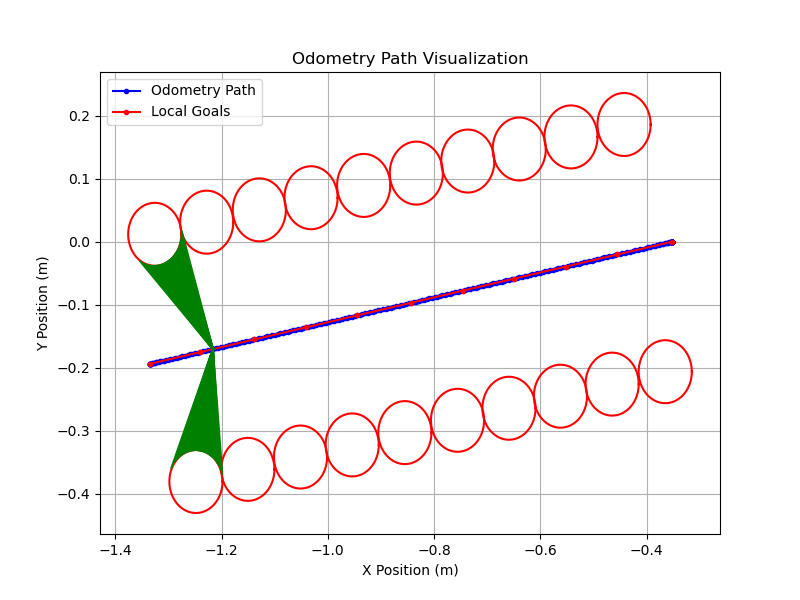 Odometry Path Visualization
Odometry Path
Local Goals
Y Position (m)
0.2
0.1
0.0
−0.1
−0.2
−0.3
−0.4
−1.4
−1.2
−1.0
−0.8
−0.6
−0.4
X Position (m)